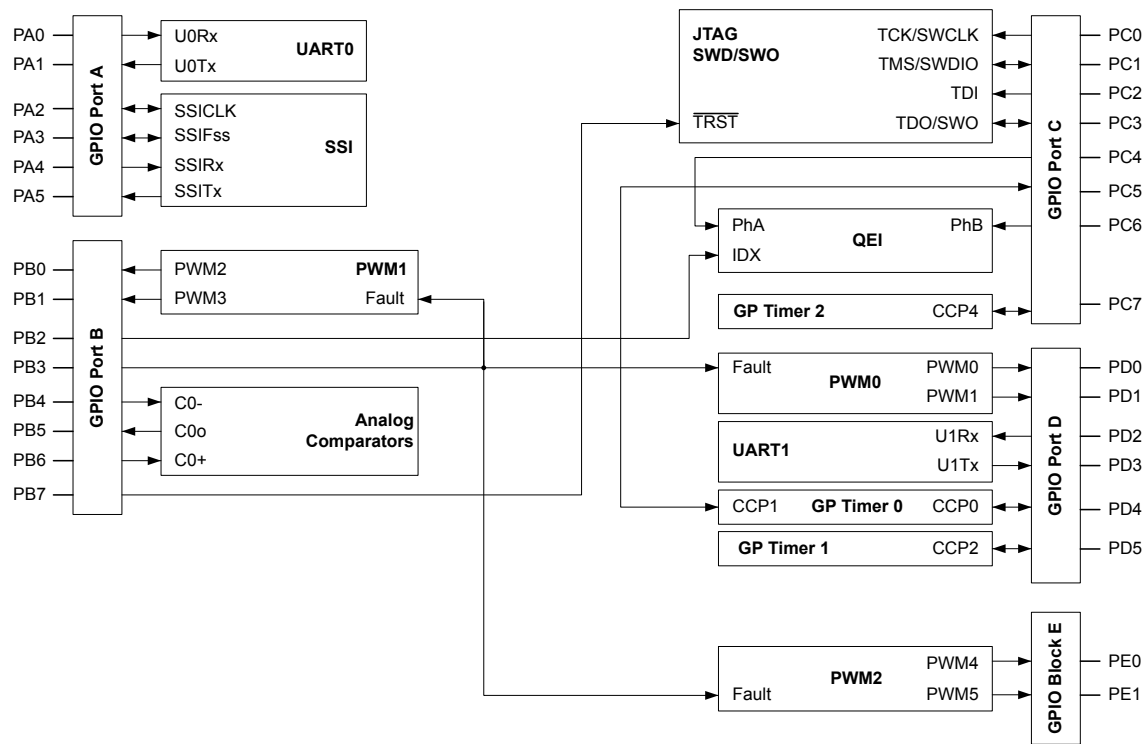 PA0
PA1
PA2
PA3
PA4
PA5
GPIO Port A
U0Rx
U0Tx
UART0
SSICLK
SSIFss
SSIRx
SSITx
SSI
PB0
PB1
PB2
PB3
PB4
PB5
PB6
PB7
GPIO Port B
PWM2
PWM3
PWM1
Fault
C0-
C0o
C0+
Analog
Comparators
JTAG
SWD/SWO
TCK/SWCLK
TMS/SWDIO
TDI
TDO/SWO
TRST
PhA
IDX
QEI
PhB
GP Timer 2
CCP4
GPIO Port C
PC0
PC1
PC2
PC3
PC4
PC5
PC6
PC7
Fault
PWM0
PWM0
PWM1
UART1
U1Rx
U1Tx
CCP1
GP Timer 0
CCP0
GP Timer 1
CCP2
GPIO Port D
PD0
PD1
PD2
PD3
PD4
PD5
Fault
PWM2
PWM4
PWM5
GPIO Block E
PE0
PE1